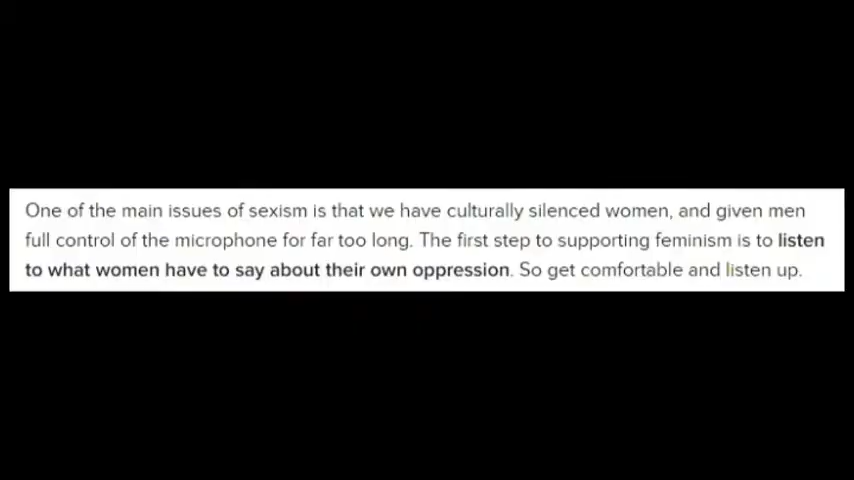 One of the main issues of sexism is that we have culturally silenced women, and given men
full control of the microphone for far too long. The first step to supporting feminism is to listen
to what women have to say about their own oppression. So get comfortable and listen up.